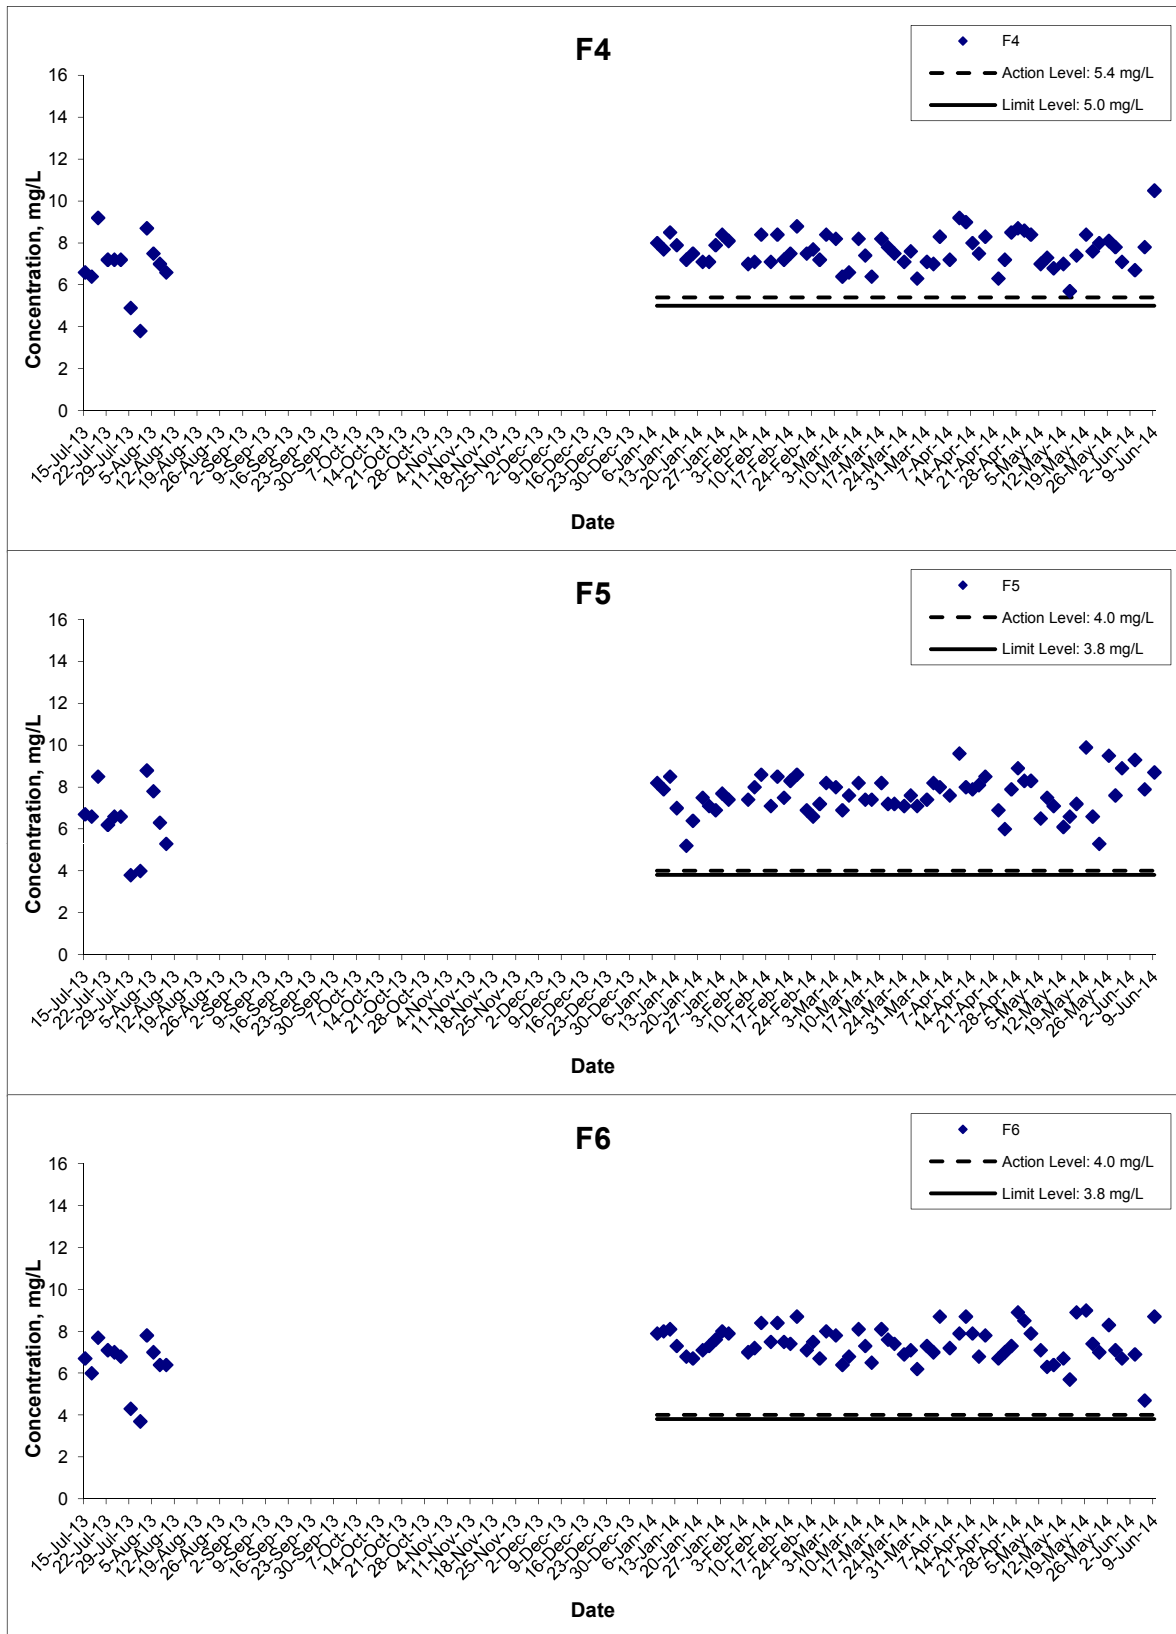 F4
F4
Action Level: 5.4 mg/L
Limit Level: 5.0 mg/L
Concentration, mg/L
16
14
12
10
8
6
4
2
0
15-Jul-13
22-Jul-13
29-Jul-13
5-Aug-13
12-Aug-13
19-Aug-13
26-Aug-13
2-Sep-13
9-Sep-13
16-Sep-13
23-Sep-13
30-Sep-13
7-Oct-13
14-Oct-13
21-Oct-13
28-Oct-13
4-Nov-13
11-Nov-13
18-Nov-13
25-Nov-13
2-Dec-13
9-Dec-13
16-Dec-13
23-Dec-13
30-Dec-13
6-Jan-14
13-Jan-14
20-Jan-14
27-Jan-14
3-Feb-14
10-Feb-14
17-Feb-14
24-Feb-14
3-Mar-14
10-Mar-14
17-Mar-14
24-Mar-14
31-Mar-14
7-Apr-14
14-Apr-14
21-Apr-14
28-Apr-14
5-May-14
12-May-14
19-May-14
26-May-14
2-Jun-14
9-Jun-14
Date
F5
F5
Action Level: 4.0 mg/L
Limit Level: 3.8 mg/L
Concentration, mg/L
16
14
12
10
8
6
4
2
0
15-Jul-13
22-Jul-13
29-Jul-13
5-Aug-13
12-Aug-13
19-Aug-13
26-Aug-13
2-Sep-13
9-Sep-13
16-Sep-13
23-Sep-13
30-Sep-13
7-Oct-13
14-Oct-13
21-Oct-13
28-Oct-13
4-Nov-13
11-Nov-13
18-Nov-13
25-Nov-13
2-Dec-13
9-Dec-13
16-Dec-13
23-Dec-13
30-Dec-13
6-Jan-14
13-Jan-14
20-Jan-14
27-Jan-14
3-Feb-14
10-Feb-14
17-Feb-14
24-Feb-14
3-Mar-14
10-Mar-14
17-Mar-14
24-Mar-14
31-Mar-14
7-Apr-14
14-Apr-14
21-Apr-14
28-Apr-14
5-May-14
12-May-14
19-May-14
26-May-14
2-Jun-14
9-Jun-14
Date
F6
F6
Action Level: 4.0 mg/L
Limit Level: 3.8 mg/L
Concentration, mg/L
16
14
12
10
8
6
4
2
0
15-Jul-13
22-Jul-13
29-Jul-13
5-Aug-13
12-Aug-13
19-Aug-13
26-Aug-13
2-Sep-13
9-Sep-13
16-Sep-13
23-Sep-13
30-Sep-13
7-Oct-13
14-Oct-13
21-Oct-13
28-Oct-13
4-Nov-13
11-Nov-13
18-Nov-13
25-Nov-13
2-Dec-13
9-Dec-13
16-Dec-13
23-Dec-13
30-Dec-13
6-Jan-14
13-Jan-14
20-Jan-14
27-Jan-14
3-Feb-14
10-Feb-14
17-Feb-14
24-Feb-14
3-Mar-14
10-Mar-14
17-Mar-14
24-Mar-14
31-Mar-14
7-Apr-14
14-Apr-14
21-Apr-14
28-Apr-14
5-May-14
12-May-14
19-May-14
26-May-14
2-Jun-14
9-Jun-14
Date